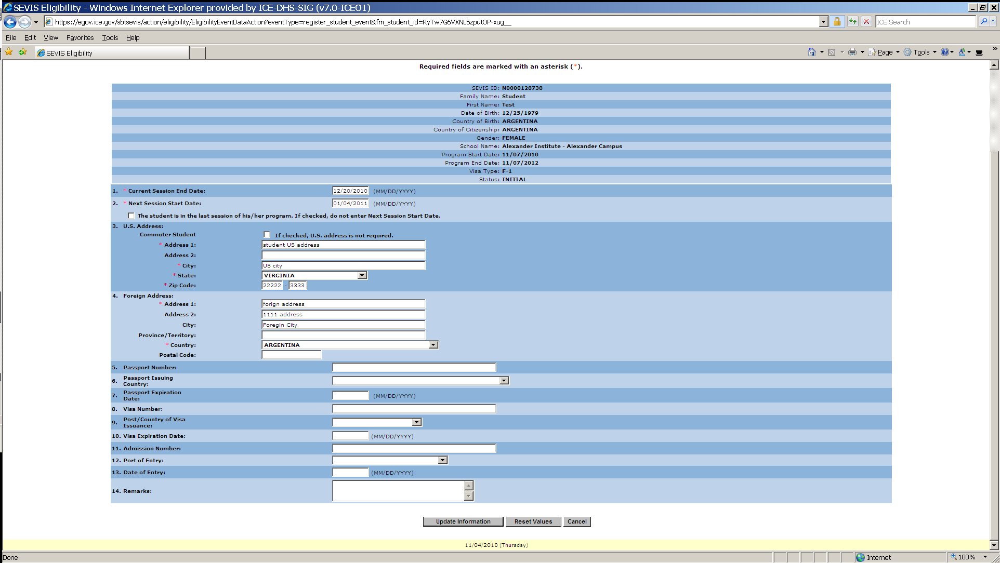 SEVIS Eligibility - Windows Internet Explorer provided by ICE-DHS-SIG (v7.0-ICEO1)
https://egov.ice.gov/sbtsevis/action/eligibility/EligibilityEventDataAction?eventType=register_student_event&fm_student_id=RyTw7G6VXNL5zputOP-xug__
ICE Search
File Edit View Favorites Tools Help
SEVIS Eligibility
Page Tools
Required fields are marked with an asterisk (*).
SEVIS ID: N0000128738
Family Name: Student
First Name: Test
Date of Birth: 12/25/1979
Country of Birth: ARGENTINA
Country of Citizenship: ARGENTINA
Gender: FEMALE
School Name: Alexander Institute - Alexander Campus
Program Start Date: 11/07/2010
Program End Date: 11/07/2012
Visa Type: F-1
Status: INITIAL
1. * Current Session End Date: 12/20/2010 (MM/DD/YYYY)
2. * Next Session Start Date: 01/04/2011 (MM/DD/YYYY)
The student is in the last session of his/her program. If checked, do not enter Next Session Start Date.
3. U.S. Address:
Commuter Student If checked, U.S. address is not required.
* Address 1: student US address
Address 2:
* City: US city
* State: VIRGINIA
* Zip Code: 22222 - 3333
4. Foreign Address:
* Address 1: forign address
Address 2: 1111 address
City: Foregin City
Province/Territory:
* Country: ARGENTINA
Postal Code:
5. Passport Number:
6. Passport Issuing
Country:
7. Passport Expiration
Date: (MM/DD/YYYY)
8. Visa Number:
9. Post/Country of Visa
Issuance:
10. Visa Expiration Date: (MM/DD/YYYY)
11. Admission Number:
12. Port of Entry:
13. Date of Entry: (MM/DD/YYYY)
14. Remarks:
Update Information Reset Values Cancel
11/04/2010 (Thursday)
Done Internet 100%